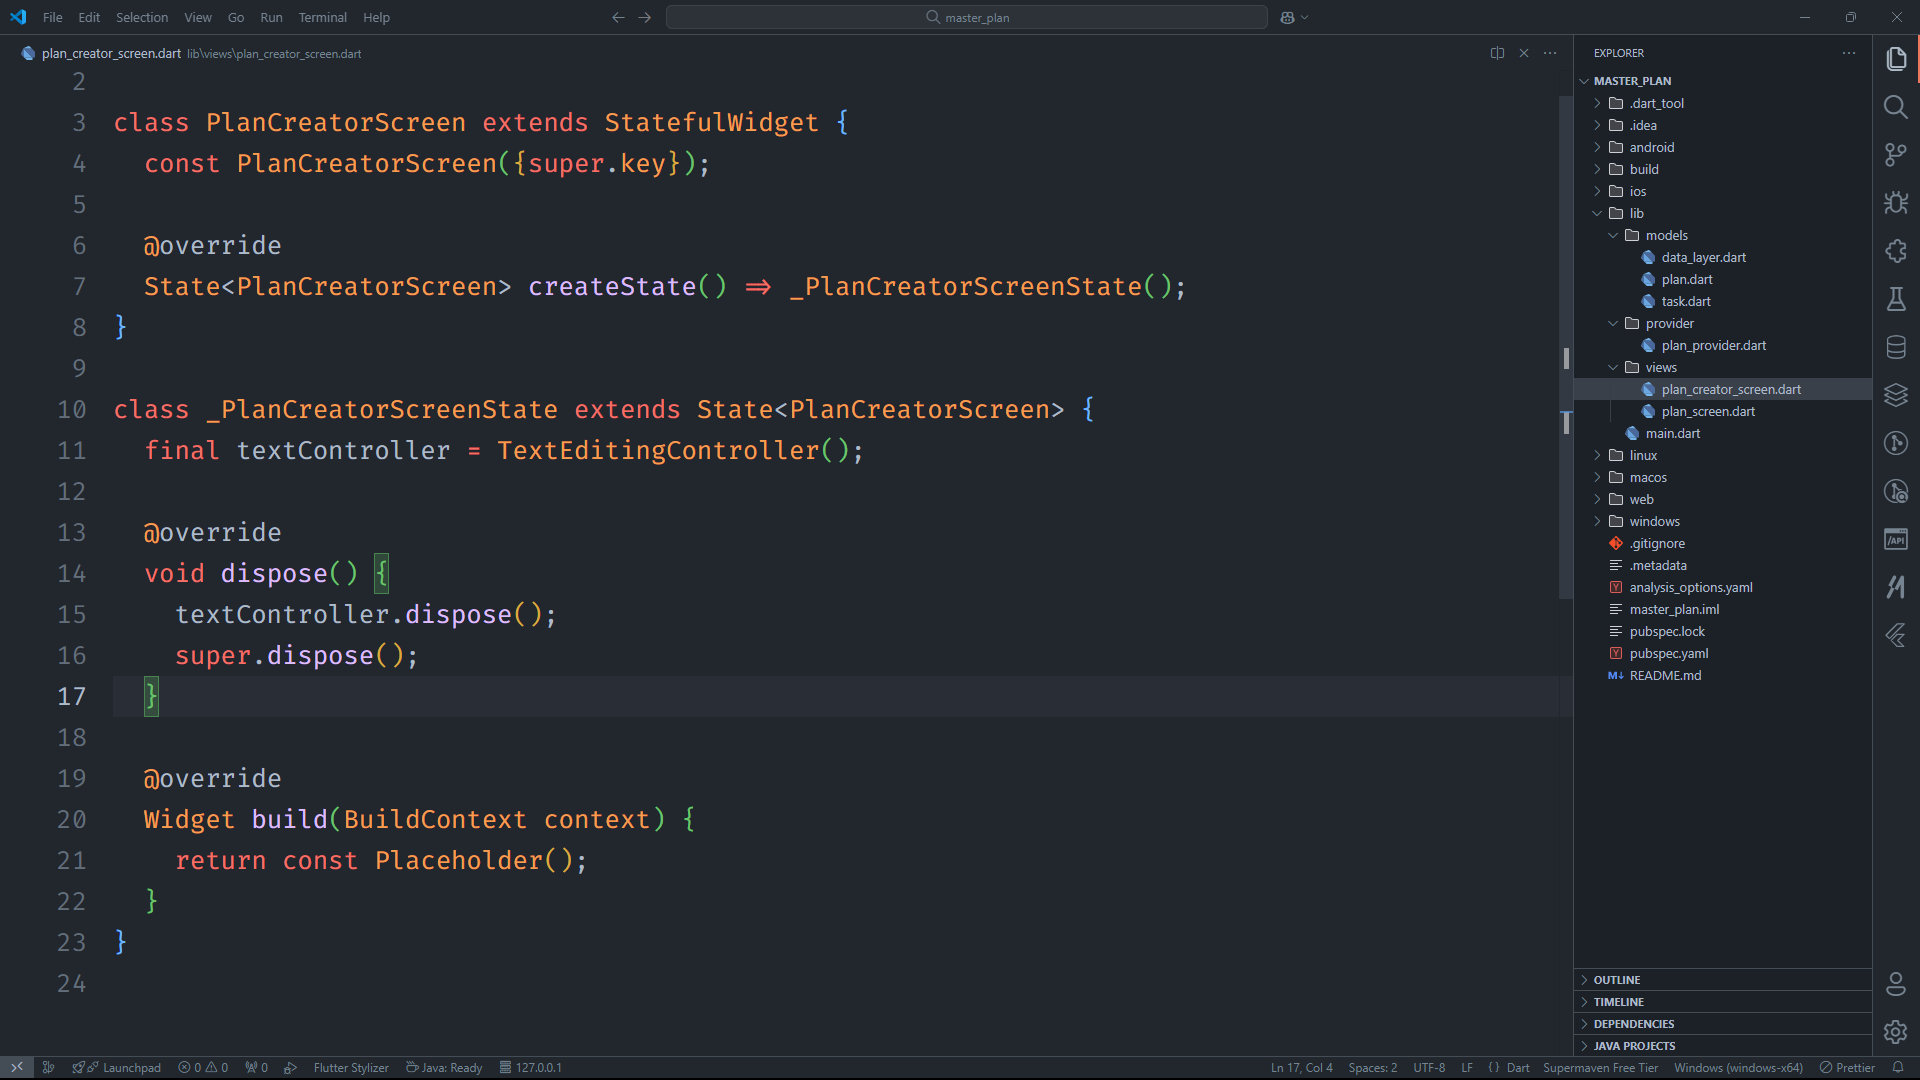 File Edit Selection View Go Run Terminal Help
master_plan
plan_creator_screen.dart lib\views\plan_creator_screen.dart
2
3 class PlanCreatorScreen extends StatefulWidget {
4 const PlanCreatorScreen({super.key});
5
6 @override
7 State<PlanCreatorScreen> createState() => _PlanCreatorScreenState();
8 }
9
10 class _PlanCreatorScreenState extends State<PlanCreatorScreen> {
11 final textController = TextEditingController();
12
13 @override
14 void dispose() {
15 textController.dispose();
16 super.dispose();
17 }
18
19 @override
20 Widget build(BuildContext context) {
21 return const Placeholder();
22 }
23 }
24
EXPLORER
MASTER_PLAN
.dart_tool
.idea
android
build
ios
lib
models
data_layer.dart
plan.dart
task.dart
provider
plan_provider.dart
views
plan_creator_screen.dart
plan_screen.dart
main.dart
linux
macos
web
windows
.gitignore
.metadata
Y analysis_options.yaml
master_plan.iml
pubspec.lock
Y pubspec.yaml
M↓ README.md
OUTLINE
TIMELINE
DEPENDENCIES
JAVA PROJECTS
/API
Launchpad 0 0 0 Flutter Stylizer Java: Ready 127.0.0.1
Ln 17, Col 4 Spaces: 2 UTF-8 LF {} Dart Supermaven Free Tier Windows (windows-x64) Prettier